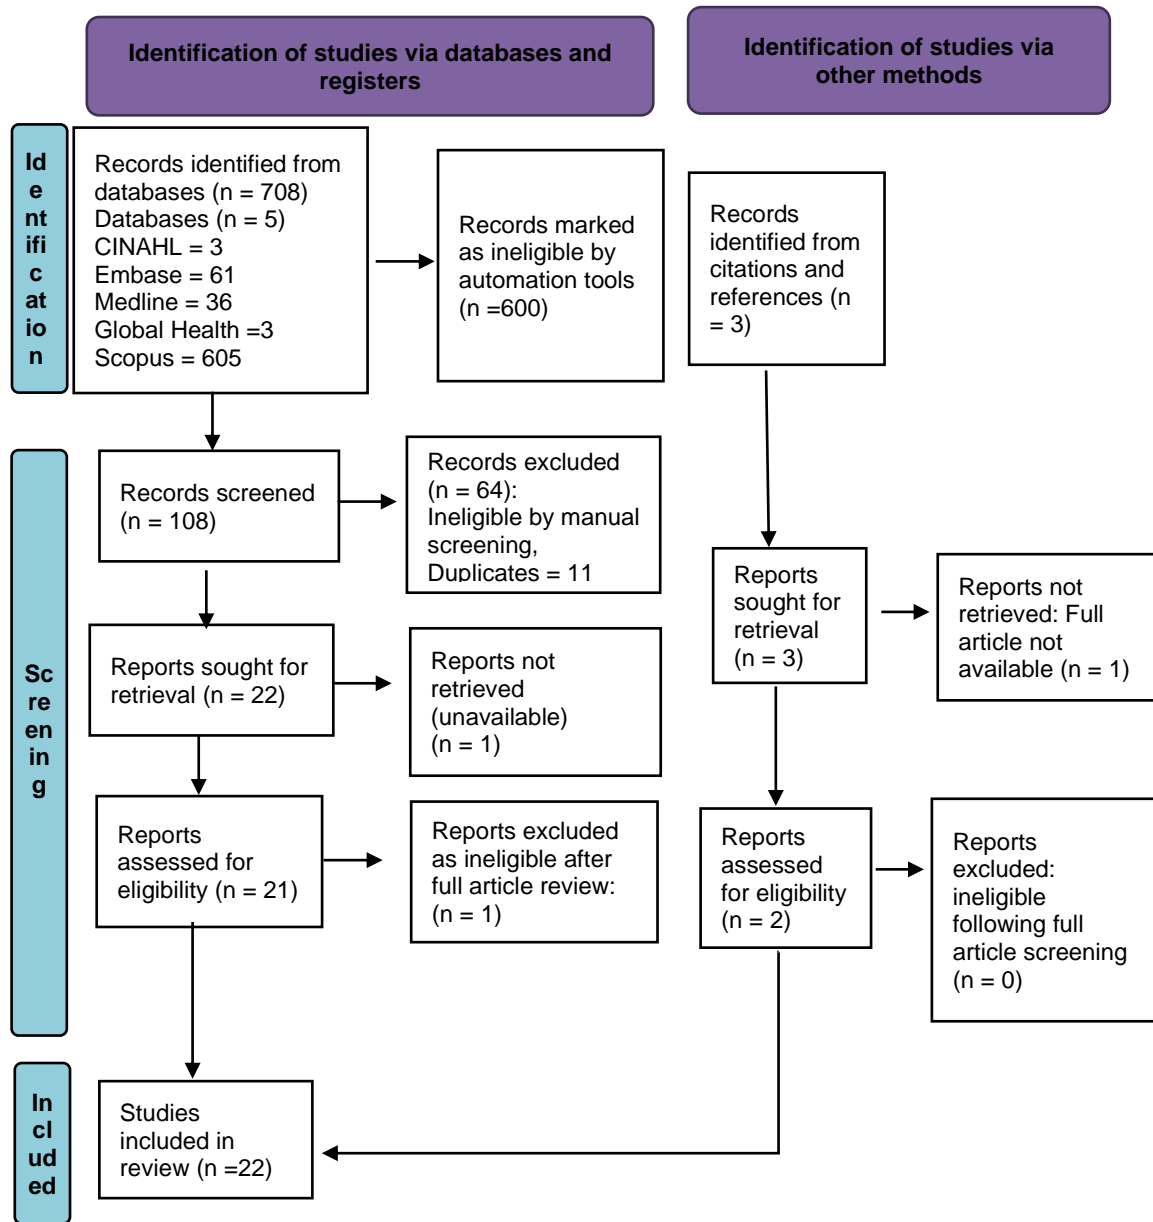 Identification of studies via databases and
registers
Identification of studies via
other methods
Id
e
nt
ifi
c
at
io
n
Records identified from
databases (n = 708)
Databases (n = 5)
CINAHL = 3
Embase = 61
Medline = 36
Global Health =3
Scopus = 605
Records marked
as ineligible by
automation tools
(n =600)
Records
identified from
citations and
references (n
= 3)
Sc
re
en
in
g
Records screened
(n = 108)
Records excluded
(n = 64):
Ineligible by manual
screening,
Duplicates = 11
Reports sought for
retrieval (n = 22)
Reports not
retrieved
(unavailable)
(n = 1)
Reports
sought for
retrieval
(n = 3)
Reports not
retrieved: Full
article not
available (n = 1)
Reports
assessed for
eligibility (n = 21)
Reports excluded
as ineligible after
full article review:
(n = 1)
Reports
assessed
for eligibility
(n = 2)
Reports
excluded:
ineligible
following full
article screening
(n = 0)
In
cl
ud
ed
Studies
included in
review (n =22)